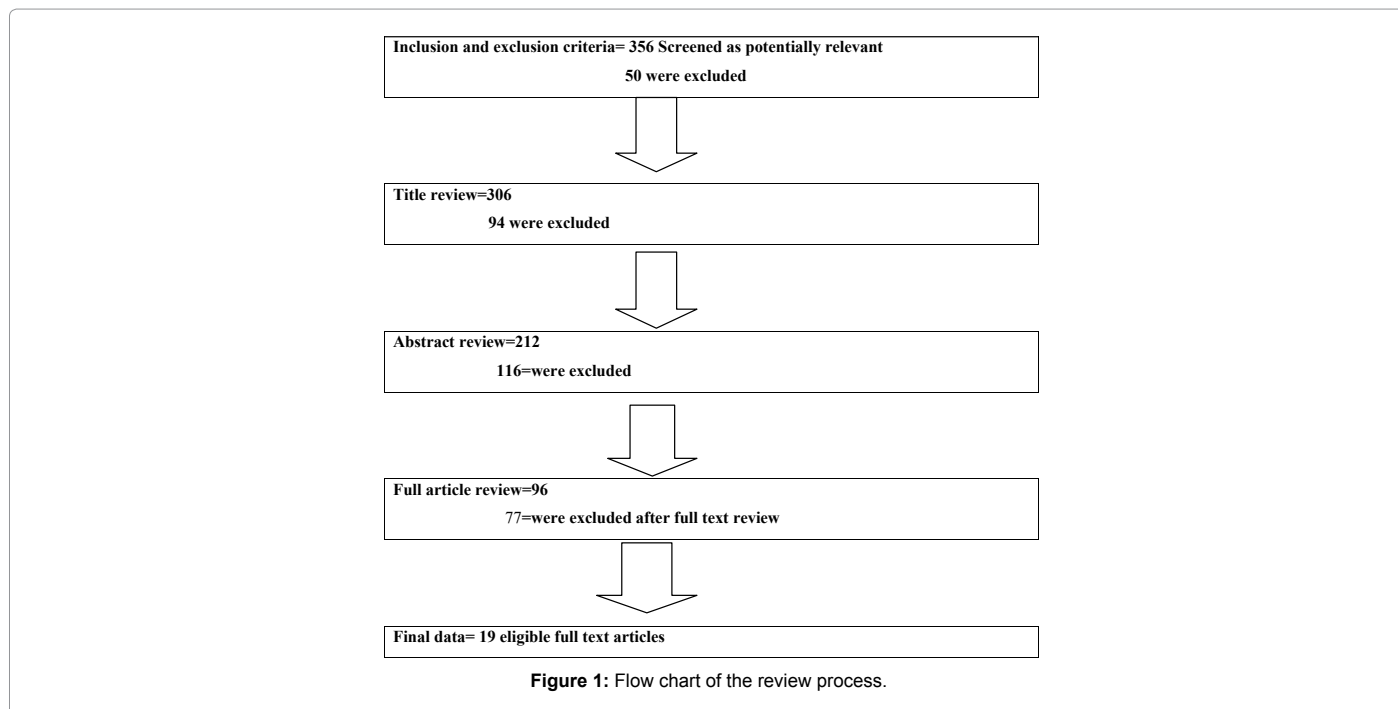 Inclusion and exclusion criteria= 356 Screened as potentially relevant
50 were excluded
Title review=306
94 were excluded
Abstract review=212
116=were excluded
Full article review=96
77=were excluded after full text review
Final data= 19 eligible full text articles
Figure 1: Flow chart of the review process.